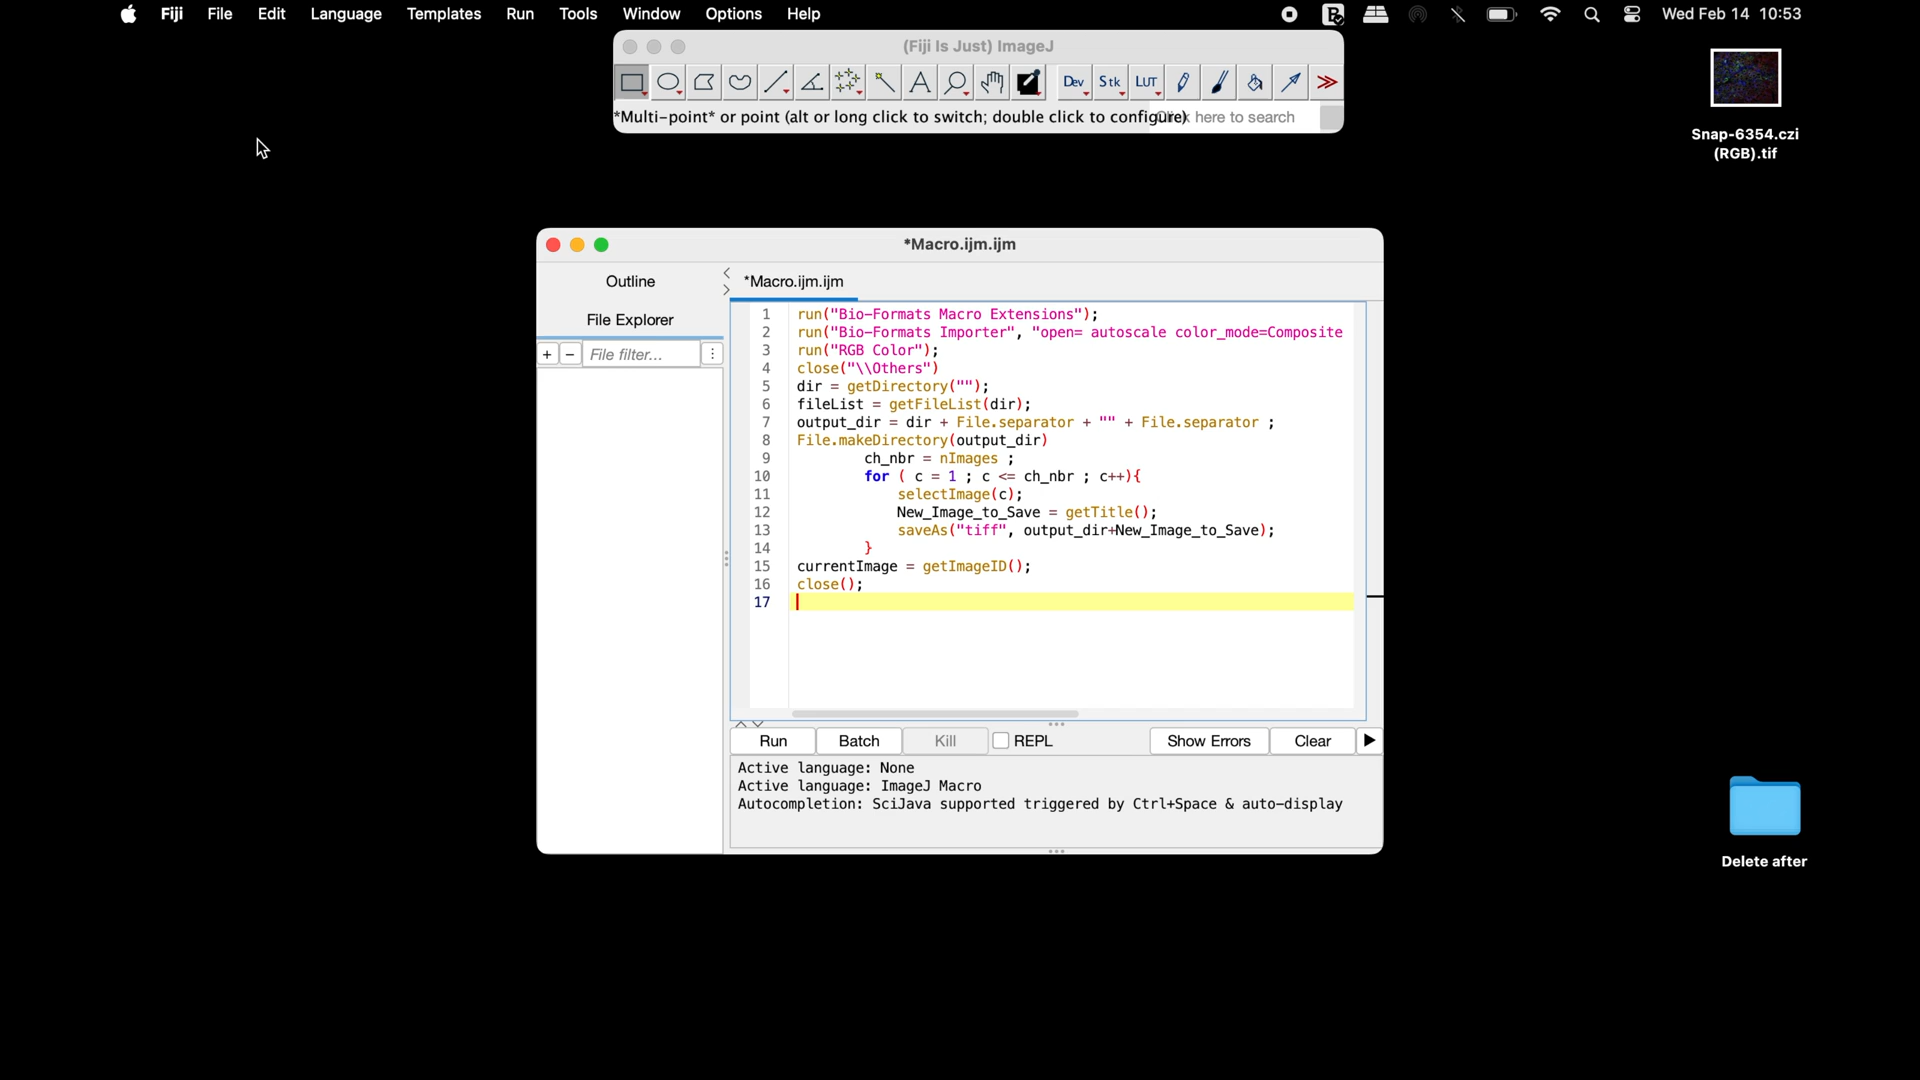 Fiji File Edit Language Templates Run Tools Window Options Help Wed Feb 14 10:53
(Fiji Is Just) ImageJ
Dev Stk LUT
*Multi-point* or point (alt or long click to switch; double click to configure) here to search
Snap-6354.czi
(RGB).tif
*Macro.ijm.ijm
Outline
*Macro.ijm.ijm
File Explorer
+ - File filter...
1 run("Bio-Formats Macro Extensions");
2 run("Bio-Formats Importer", "open= autoscale color_mode=Composite
3 run("RGB Color");
4 close("\\Others")
5 dir = getDirectory("");
6 fileList = getFileList(dir);
7 output_dir = dir + File.separator + "" + File.separator ;
8 File.makeDirectory(output_dir)
9 ch_nbr = nImages ;
10 for ( c = 1 ; c <= ch_nbr ; c++){
11 selectImage(c);
12 New_Image_to_Save = getTitle();
13 saveAs("tiff", output_dir+New_Image_to_Save);
14 }
15 currentImage = getImageID();
16 close();
17
Run Batch Kill REPL Show Errors Clear
Active language: None
Active language: ImageJ Macro
Autocompletion: SciJava supported triggered by Ctrl+Space & auto-display
Delete after